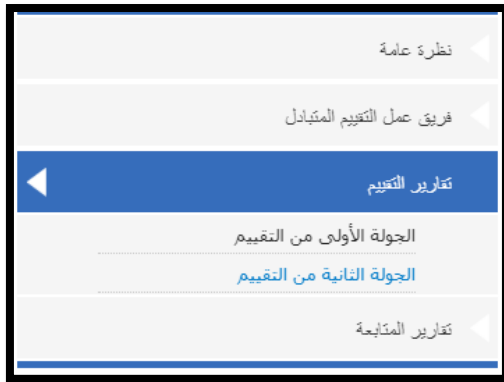 نظرة عامة
فريق عمل التقييم المتبادل
تقارير التقييم
الجولة الأولى من التقييم
الجولة الثانية من التقييم
تقارير المتابعة